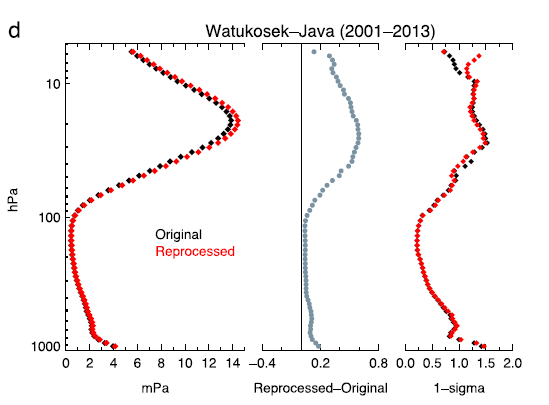 d
Watukosek–Java (2001–2013)
10
100
1000
hPa
Original
Reprocessed
0 2 4 6 8 10 12 14
−0.4 0.2 0.8
0.0 0.5 1.0 1.5 2.0
mPa
Reprocessed–Original
1–sigma